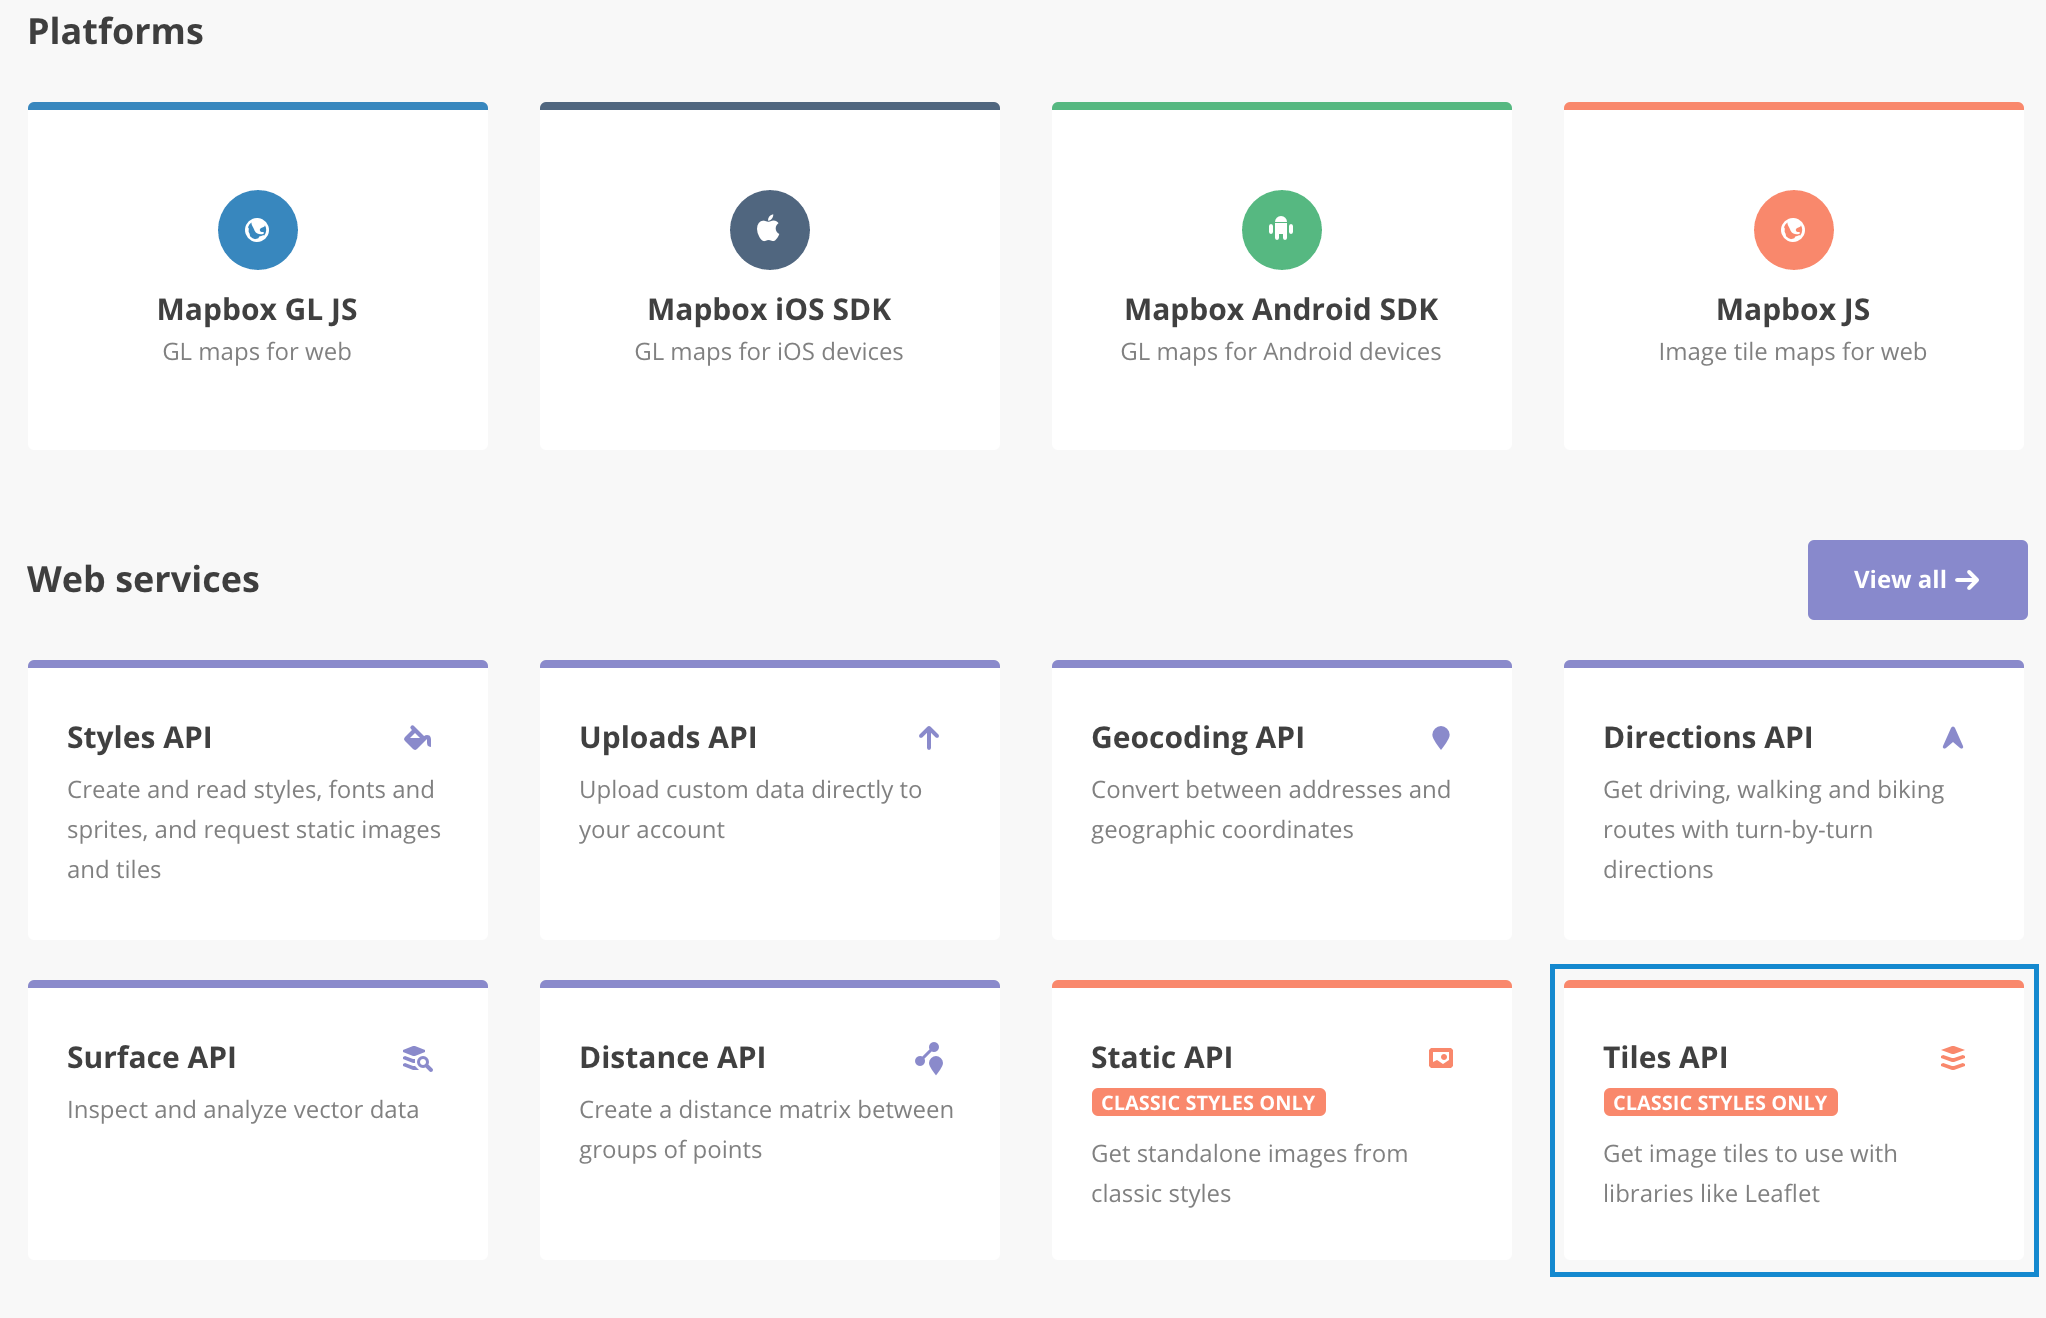 Platforms
Mapbox GL JS
GL maps for web
Mapbox iOS SDK
GL maps for iOS devices
Mapbox Android SDK
GL maps for Android devices
Mapbox JS
Image tile maps for web
Web services
View all
Styles API
Create and read styles, fonts and
sprites, and request static images
and tiles
Uploads API
Upload custom data directly to
your account
Geocoding API
Convert between addresses and
geographic coordinates
Directions API
Get driving, walking and biking
routes with turn-by-turn
directions
Surface API
Inspect and analyze vector data
Distance API
Create a distance matrix between
groups of points
Static API
CLASSIC STYLES ONLY
Get standalone images from
classic styles
Tiles API
CLASSIC STYLES ONLY
Get image tiles to use with
libraries like Leaflet